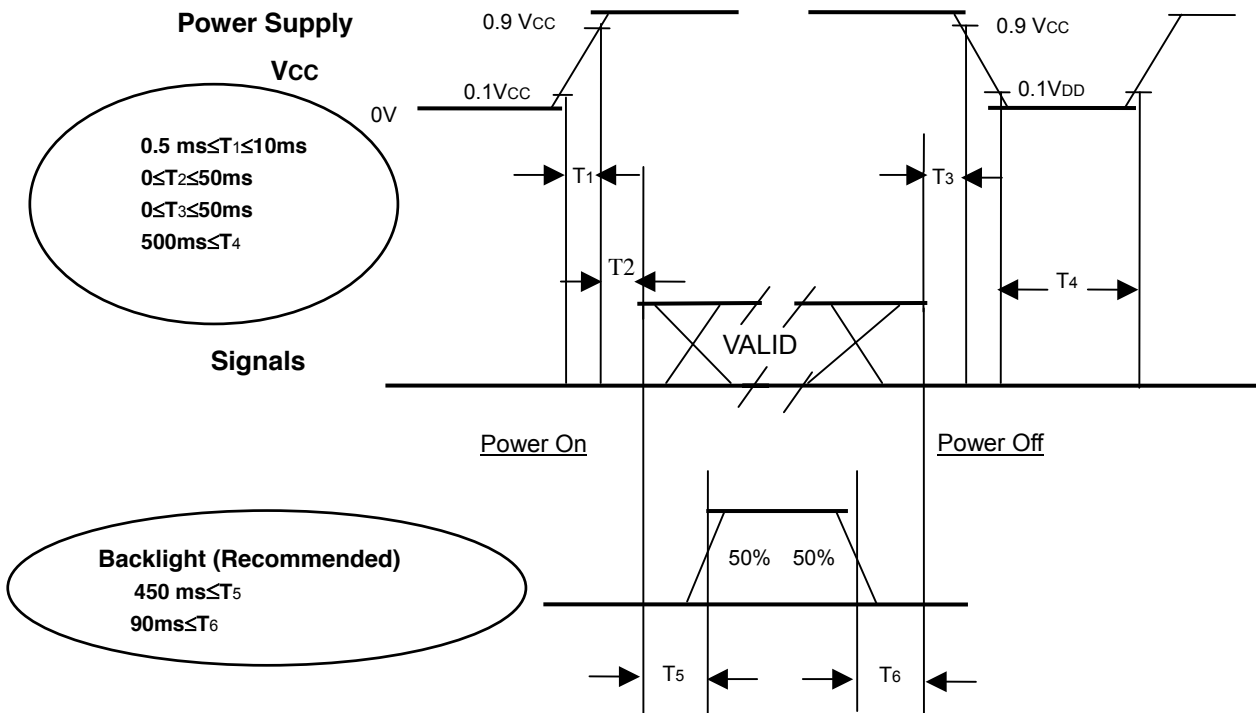 Power Supply
0.9 VCC
0.9 VCC
VCC
0.1VCC
0.1VDD
0V
0.5 ms≤T1≤10ms
0≤T2≤50ms
0≤T3≤50ms
500ms≤T4
T1
T3
T2
T4
VALID
Signals
Power On
Power Off
Backlight (Recommended)
450 ms≤T5
90ms≤T6
50%
50%
T5
T6